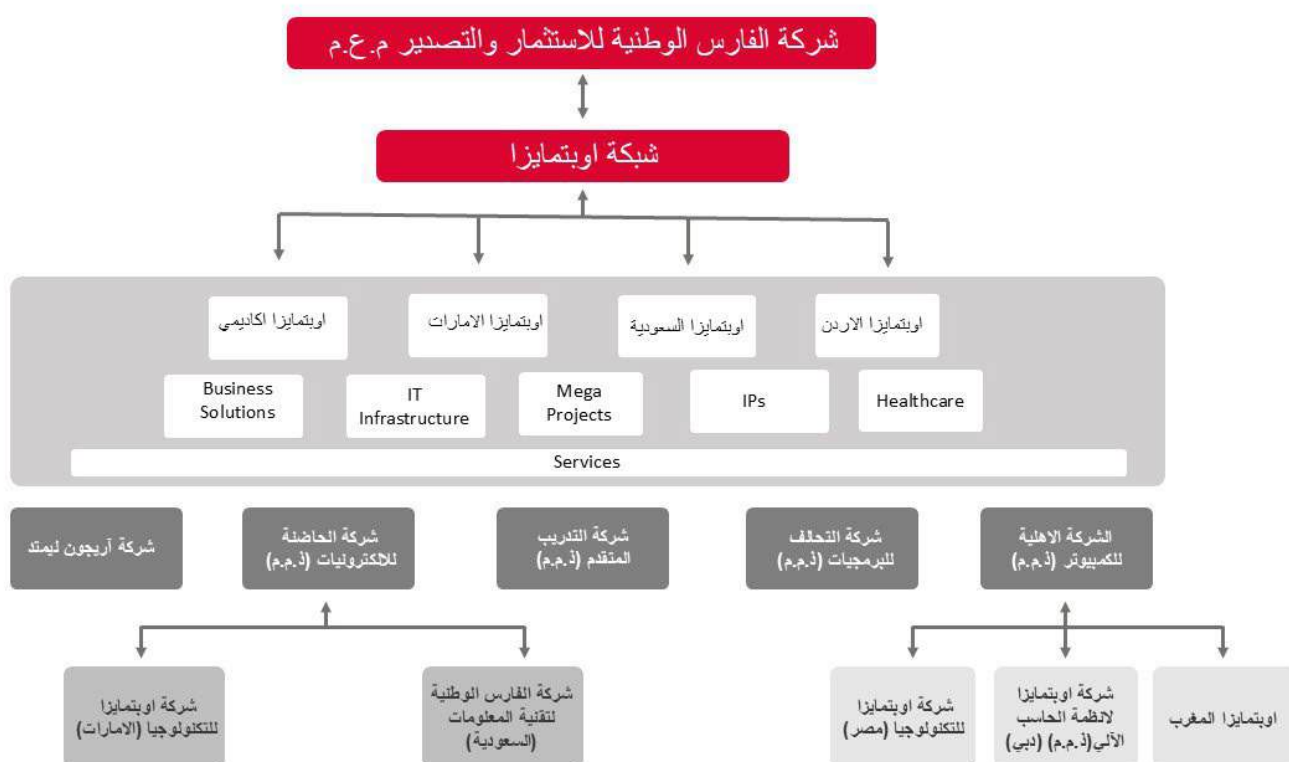 شركة الفارس الوطنية للاستثمار والتصدير م.ع.م
شبكة اوبتمايزا
اوبتمايزا الاردن
اوبتمايزا السعودية
اوبتمايزا الامارات
اوبتمايزا اكاديمي
Business
Solutions
IT
Infrastructure
Mega
Projects
IPs
Healthcare
Services
الشركة الاهلية
للكمبيوتر (ذ.م.م)
شركة التحالف
للبرمجيات (ذ.م.م)
شركة التدريب
المتقدم (ذ.م.م)
شركة الحاضنة
للالكترونيات (ذ.م.م)
شركة آريجون ليمتد
اوبتمايزا المغرب
شركة اوبتمايزا
لانظمة الحاسب
الآلي(ذ.م.م) (دبي)
شركة اوبتمايزا
للتكنولوجيا (مصر)
شركة الفارس الوطنية
لتقنية المعلومات
(السعودية)
شركة اوبتمايزا
للتكنولوجيا (الامارات)